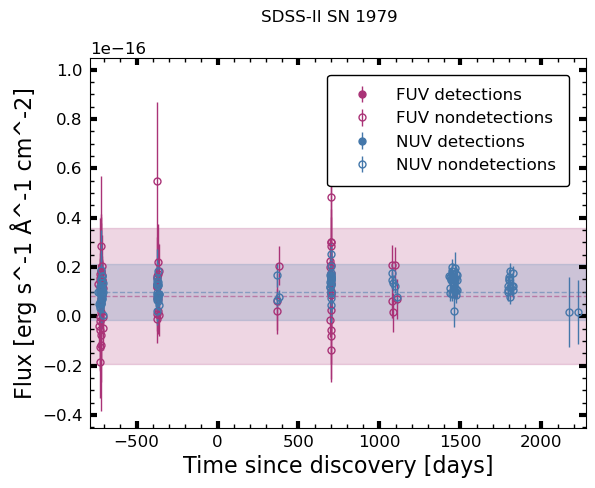 SDSS-II SN 1979
1e−16
FUV detections
FUV nondetections
NUV detections
NUV nondetections
1.0
0.8
0.6
0.4
0.2
0.0
−0.2
−0.4
Flux [erg s^-1 Å^-1 cm^-2]
−500 0 500 1000 1500 2000
Time since discovery [days]